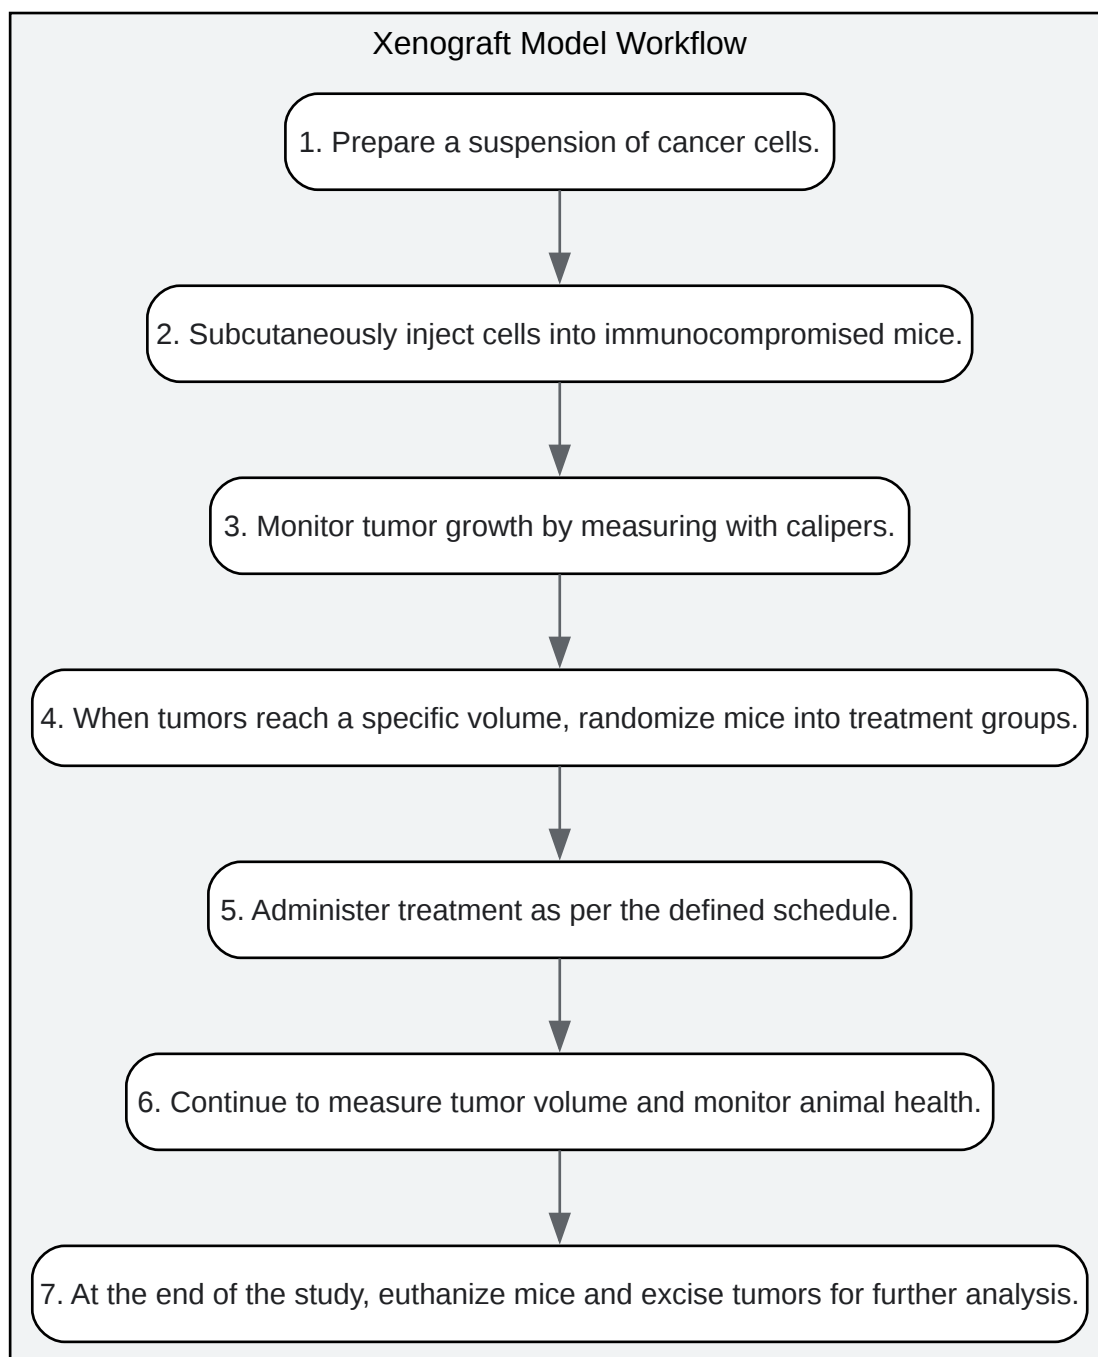 Xenograft Model Workflow
1. Prepare a suspension of cancer cells.
2. Subcutaneously inject cells into immunocompromised mice.
3. Monitor tumor growth by measuring with calipers.
4. When tumors reach a specific volume, randomize mice into treatment groups.
5. Administer treatment as per the defined schedule.
6. Continue to measure tumor volume and monitor animal health.
7. At the end of the study, euthanize mice and excise tumors for further analysis.